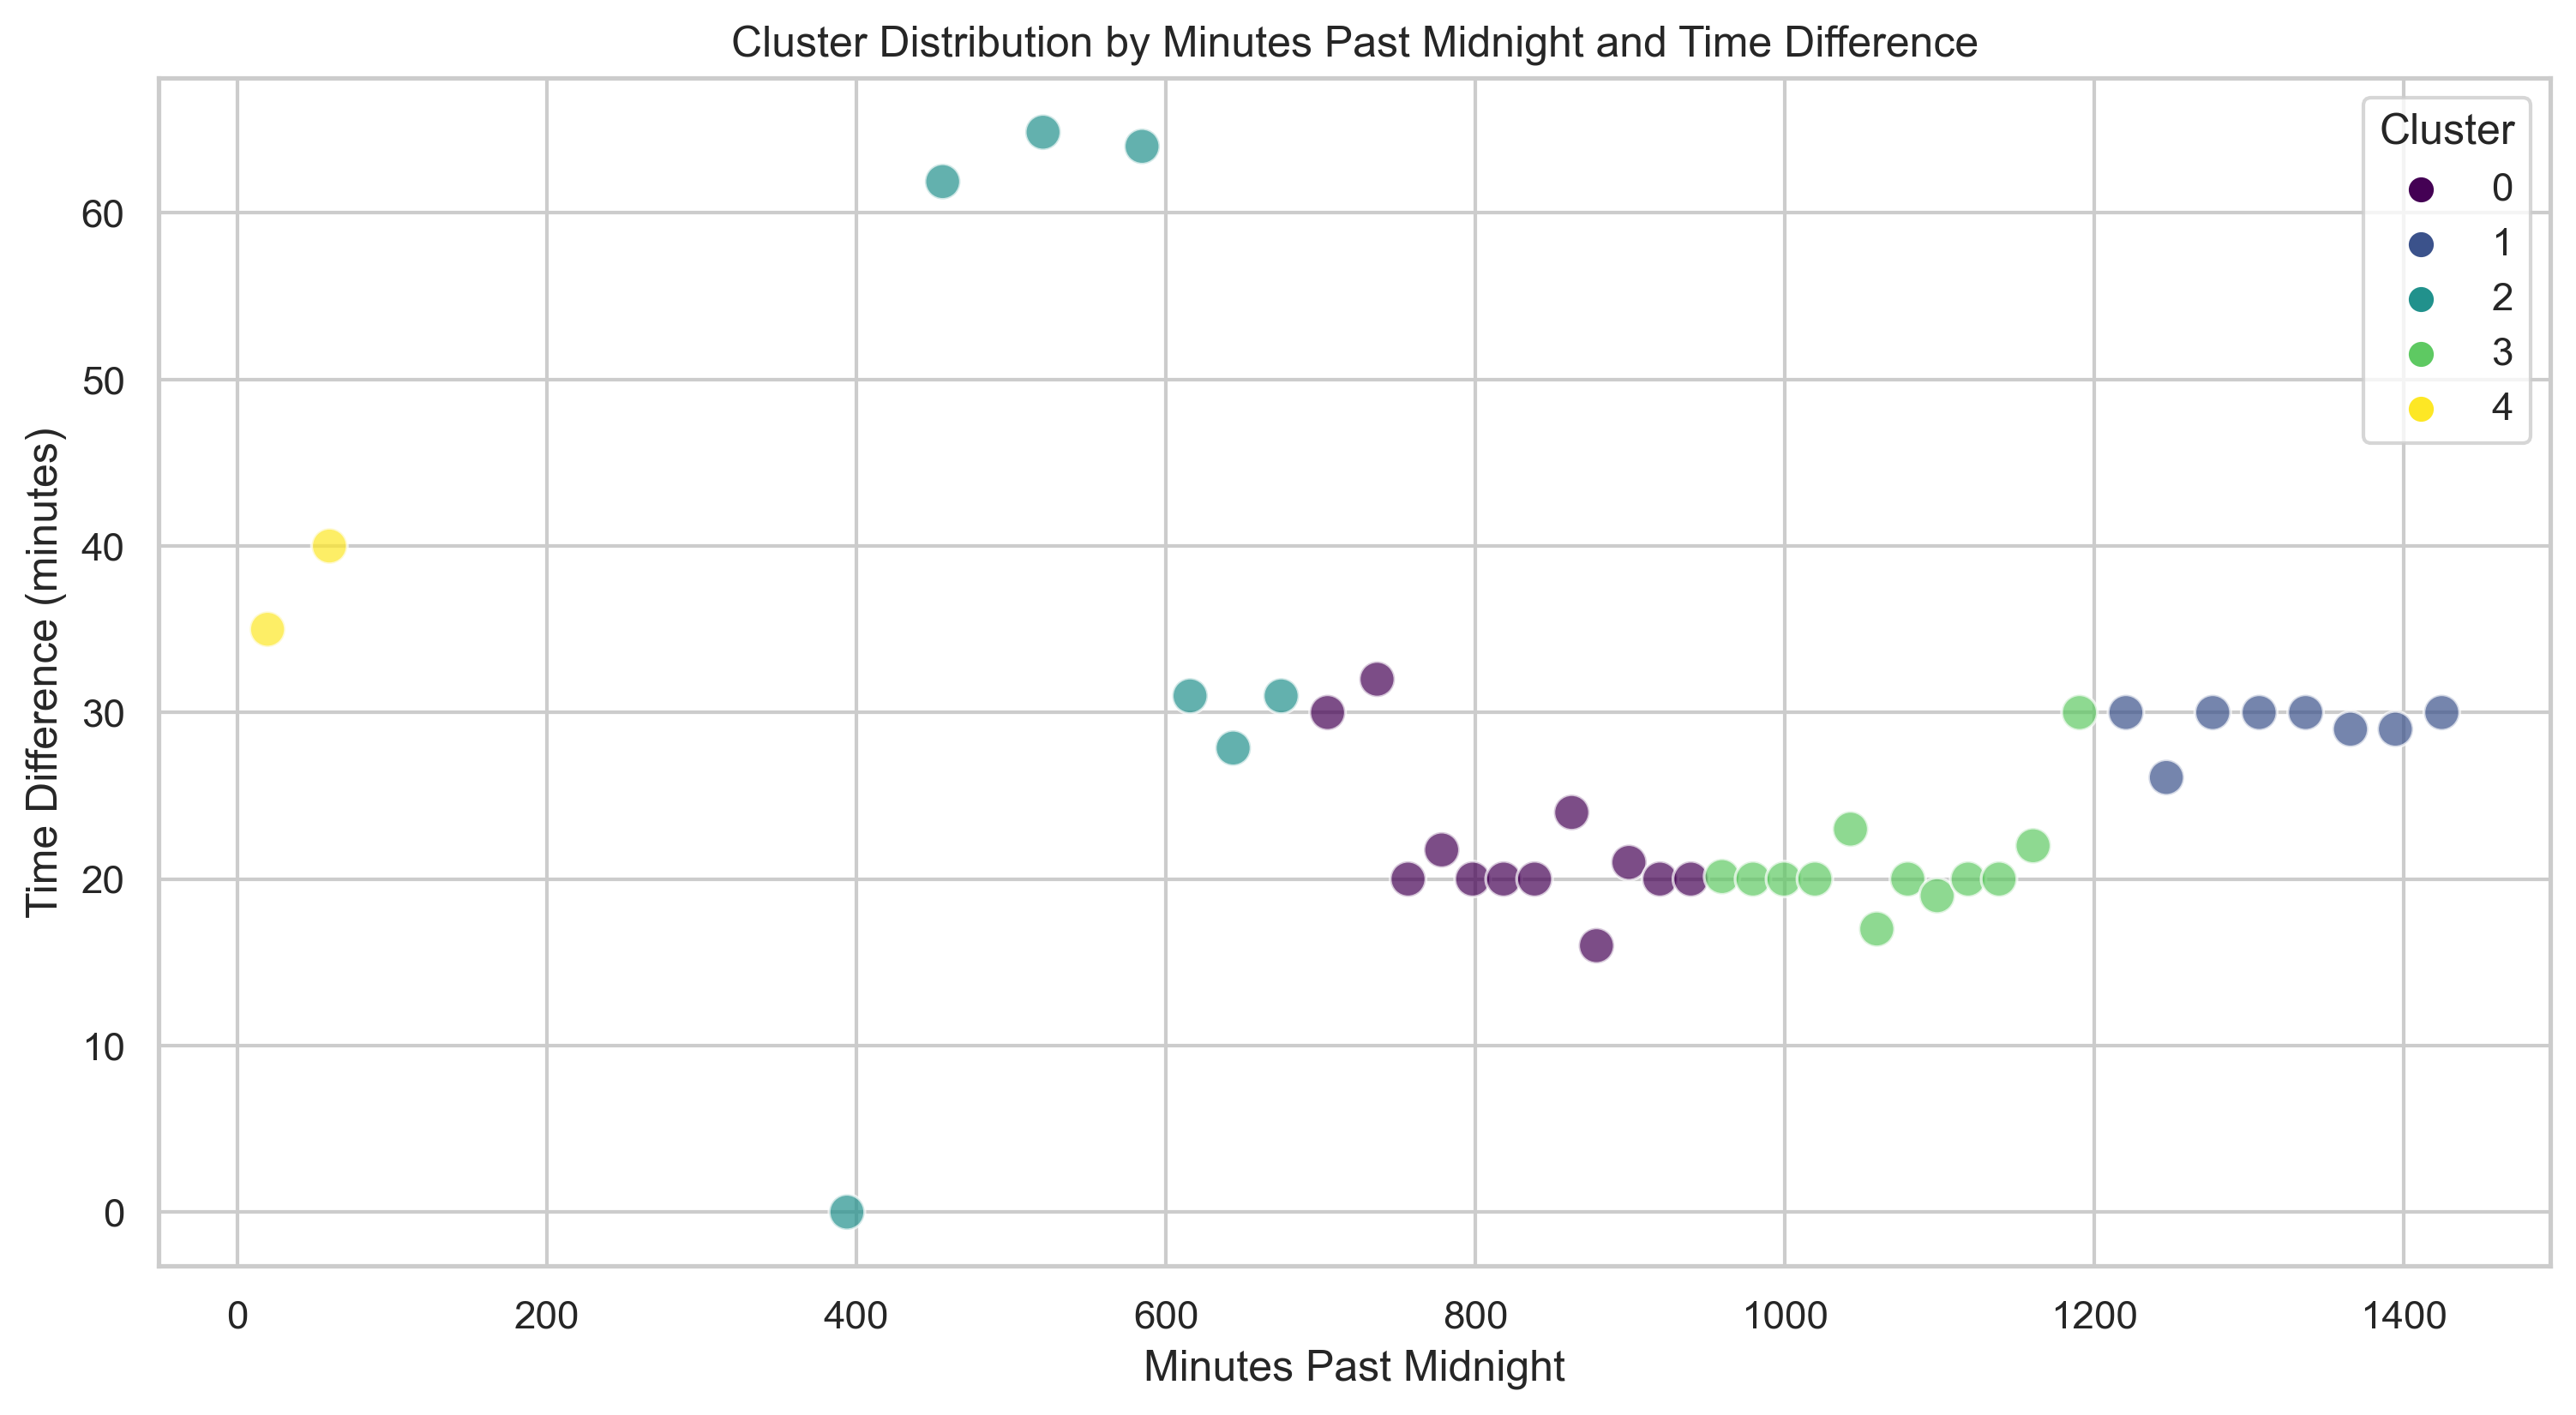 Cluster Distribution by Minutes Past Midnight and Time Difference
Cluster
0
1
2
3
4
Time Difference (minutes)
60
50
40
30
20
10
0
0 200 400 600 800 1000 1200 1400
Minutes Past Midnight